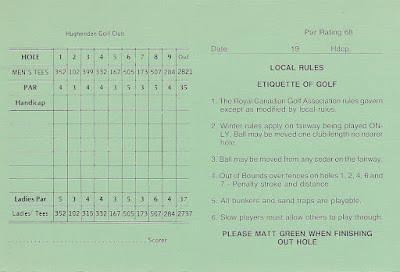 Hughenden Golf Club
HOLE 1 2 3 4 5 6 7 8 9 Out
MEN'S TEES 352 102 399 332 167 505 173 507 284 2821
PAR 4 3 4 4 3 5 3 5 4 35
Handicap
Ladies Par 5 3 4 4 3 5 4 5 4 37
Ladies' Tees 352 102 315 332 167 505 173 507 284 2737
Scorer
Par Rating 68
Date 19 Hdcp.
LOCAL RULES
ETIQUETTE OF GOLF
1. The Royal Canadian Golf Association rules govern
except as modified by local rules.
2. Winter rules apply on fairway being played ON-
LY. Ball may be moved one club-length no nearer
hole.
3. Ball may be moved from any cedar on the fairway.
4. Out of Bounds over fences on holes 1, 2, 4, 6 and
7 - Penalty stroke and distance
5. All bunkers and sand traps are playable.
6. Slow players must allow others to play through.
PLEASE MATT GREEN WHEN FINISHING
OUT HOLE